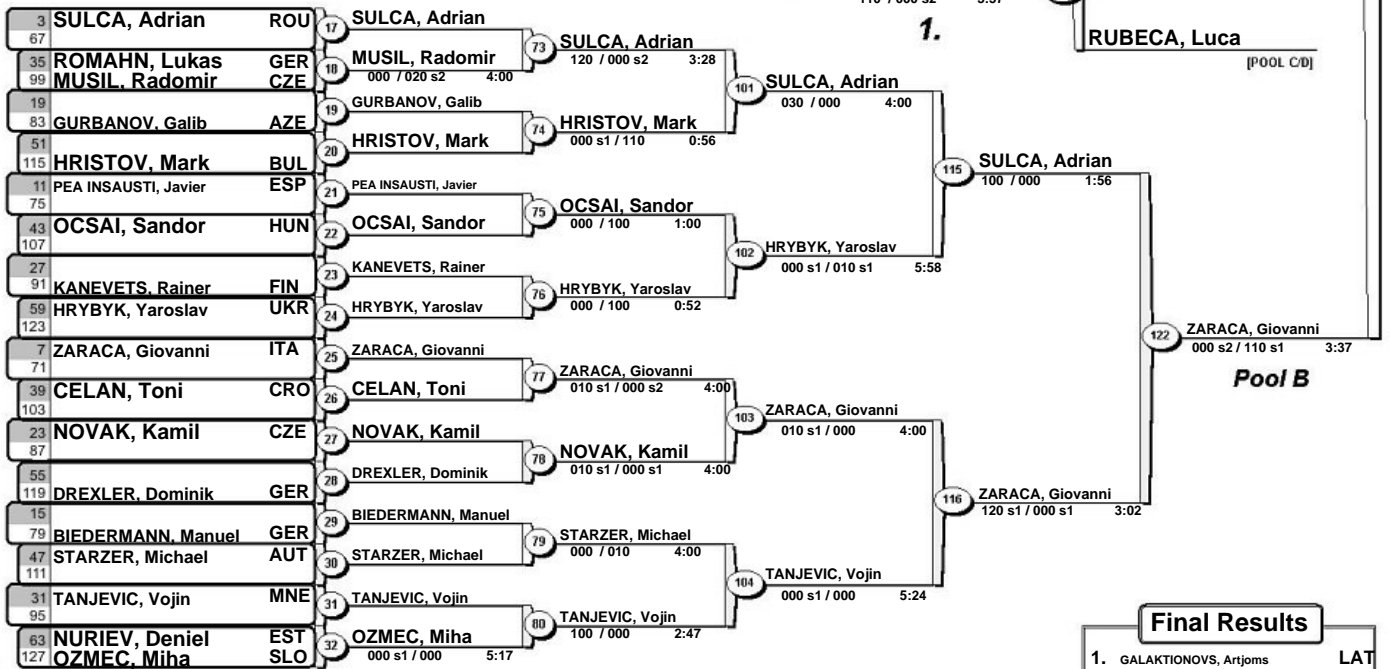 110 / 000 s2 3:37
1.
RUBECA, Luca
[POOL C/D]
3 SULCA, Adrian ROU
67
35 ROMAHN, Lukas GER
99 MUSIL, Radomir CZE
19
83 GURBANOV, Galib AZE
51
115 HRISTOV, Mark BUL
11 PEA INSAUSTI, Javier ESP
75
43 OCSAI, Sandor HUN
107
27
91 KANEVETS, Rainer FIN
59 HRYBYK, Yaroslav UKR
123
7 ZARACA, Giovanni ITA
71
39 CELAN, Toni CRO
103
23 NOVAK, Kamil CZE
87
55
119 DREXLER, Dominik GER
15
79 BIEDERMANN, Manuel GER
47 STARZER, Michael AUT
111
31 TANJEVIC, Vojin MNE
95
63 NURIEV, Deniel EST
127 OZMEC, Miha SLO
17 SULCA, Adrian
18 MUSIL, Radomir
000 / 020 s2 4:00
19 GURBANOV, Galib
20 HRISTOV, Mark
21 PEA INSAUSTI, Javier
22 OCSAI, Sandor
23 KANEVETS, Rainer
24 HRYBYK, Yaroslav
25 ZARACA, Giovanni
26 CELAN, Toni
27 NOVAK, Kamil
28 DREXLER, Dominik
29 BIEDERMANN, Manuel
30 STARZER, Michael
31 TANJEVIC, Vojin
32 OZMEC, Miha
000 s1 / 000 5:17
73 SULCA, Adrian
120 / 000 s2 3:28
74 HRISTOV, Mark
000 s1 / 110 0:56
75 OCSAI, Sandor
000 / 100 1:00
76 HRYBYK, Yaroslav
000 / 100 0:52
77 ZARACA, Giovanni
010 s1 / 000 s2 4:00
78 NOVAK, Kamil
010 s1 / 000 s1 4:00
79 STARZER, Michael
000 / 010 4:00
80 TANJEVIC, Vojin
100 / 000 2:47
101 SULCA, Adrian
030 / 000 4:00
102 HRYBYK, Yaroslav
000 s1 / 010 s1 5:58
103 ZARACA, Giovanni
010 s1 / 000 4:00
104 TANJEVIC, Vojin
000 s1 / 000 5:24
115 SULCA, Adrian
100 / 000 1:56
116 ZARACA, Giovanni
120 s1 / 000 s1 3:02
122 ZARACA, Giovanni
000 s2 / 110 s1 3:37
Pool B
Final Results
1. GALAKTIONOVS, Artjoms LAT